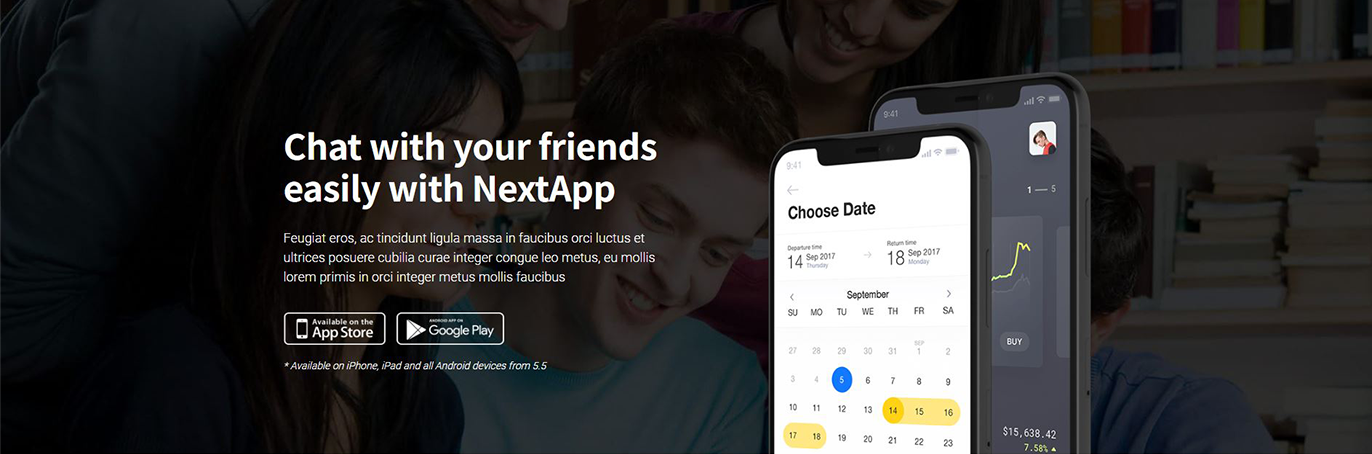 Chat with your friends
easily with NextApp
Feugiat eros, ac tincidunt ligula massa in faucibus orci luctus et
ultrices posuere cubilia curae integer congue leo metus, eu mollis
lorem primis in orci integer metus mollis faucibus
Available on the
App Store
ANDROID APP ON
Google Play
* Available on iPhone, iPad and all Android devices from 5.5
9:41
Choose Date
Departure time
14 Sep 2017
Thursday
Return time
18 Sep 2017
Monday
September
SU MO TU WE TH FR SA
SEP
27 28 29 30 31 1 2
3 4 5 6 7 8 9
10 11 12 13 14 15 16
17 18 19 20 21 22 23
9:41
1 — 5
BUY
$15,638.42
7.58%